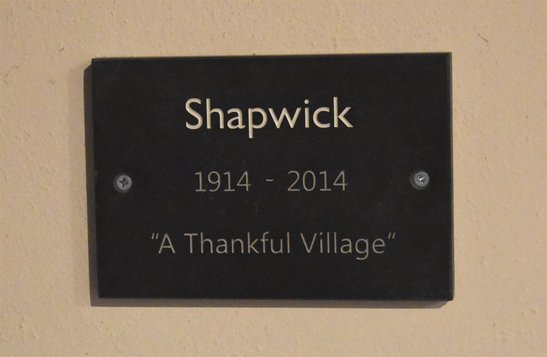 Shapwick
1914 - 2014
“A Thankful Village”